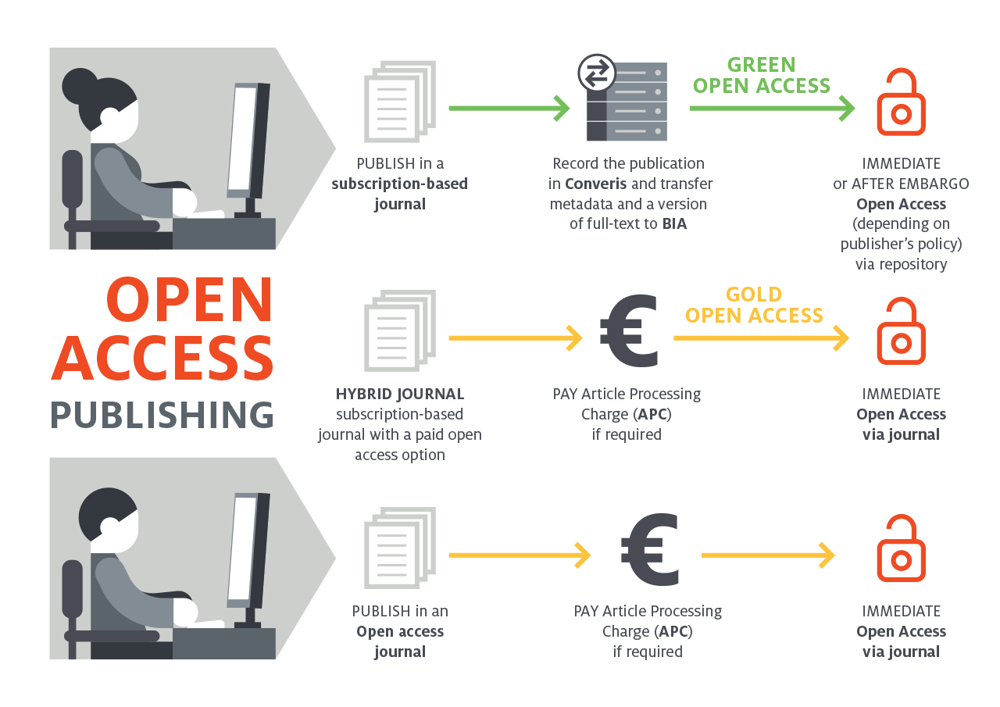 PUBLISH in a
subscription-based
journal
Record the publication
in Converis and transfer
metadata and a version
of full-text to BIA
GREEN
OPEN ACCESS
IMMEDIATE
or AFTER EMBARGO
Open Access
(depending on
publisher’s policy)
via repository
OPEN
ACCESS
PUBLISHING
HYBRID JOURNAL
subscription-based
journal with a paid open
access option
€
PAY Article Processing
Charge (APC)
if required
GOLD
OPEN ACCESS
IMMEDIATE
Open Access
via journal
PUBLISH in an
Open access
journal
€
PAY Article Processing
Charge (APC)
if required
IMMEDIATE
Open Access
via journal